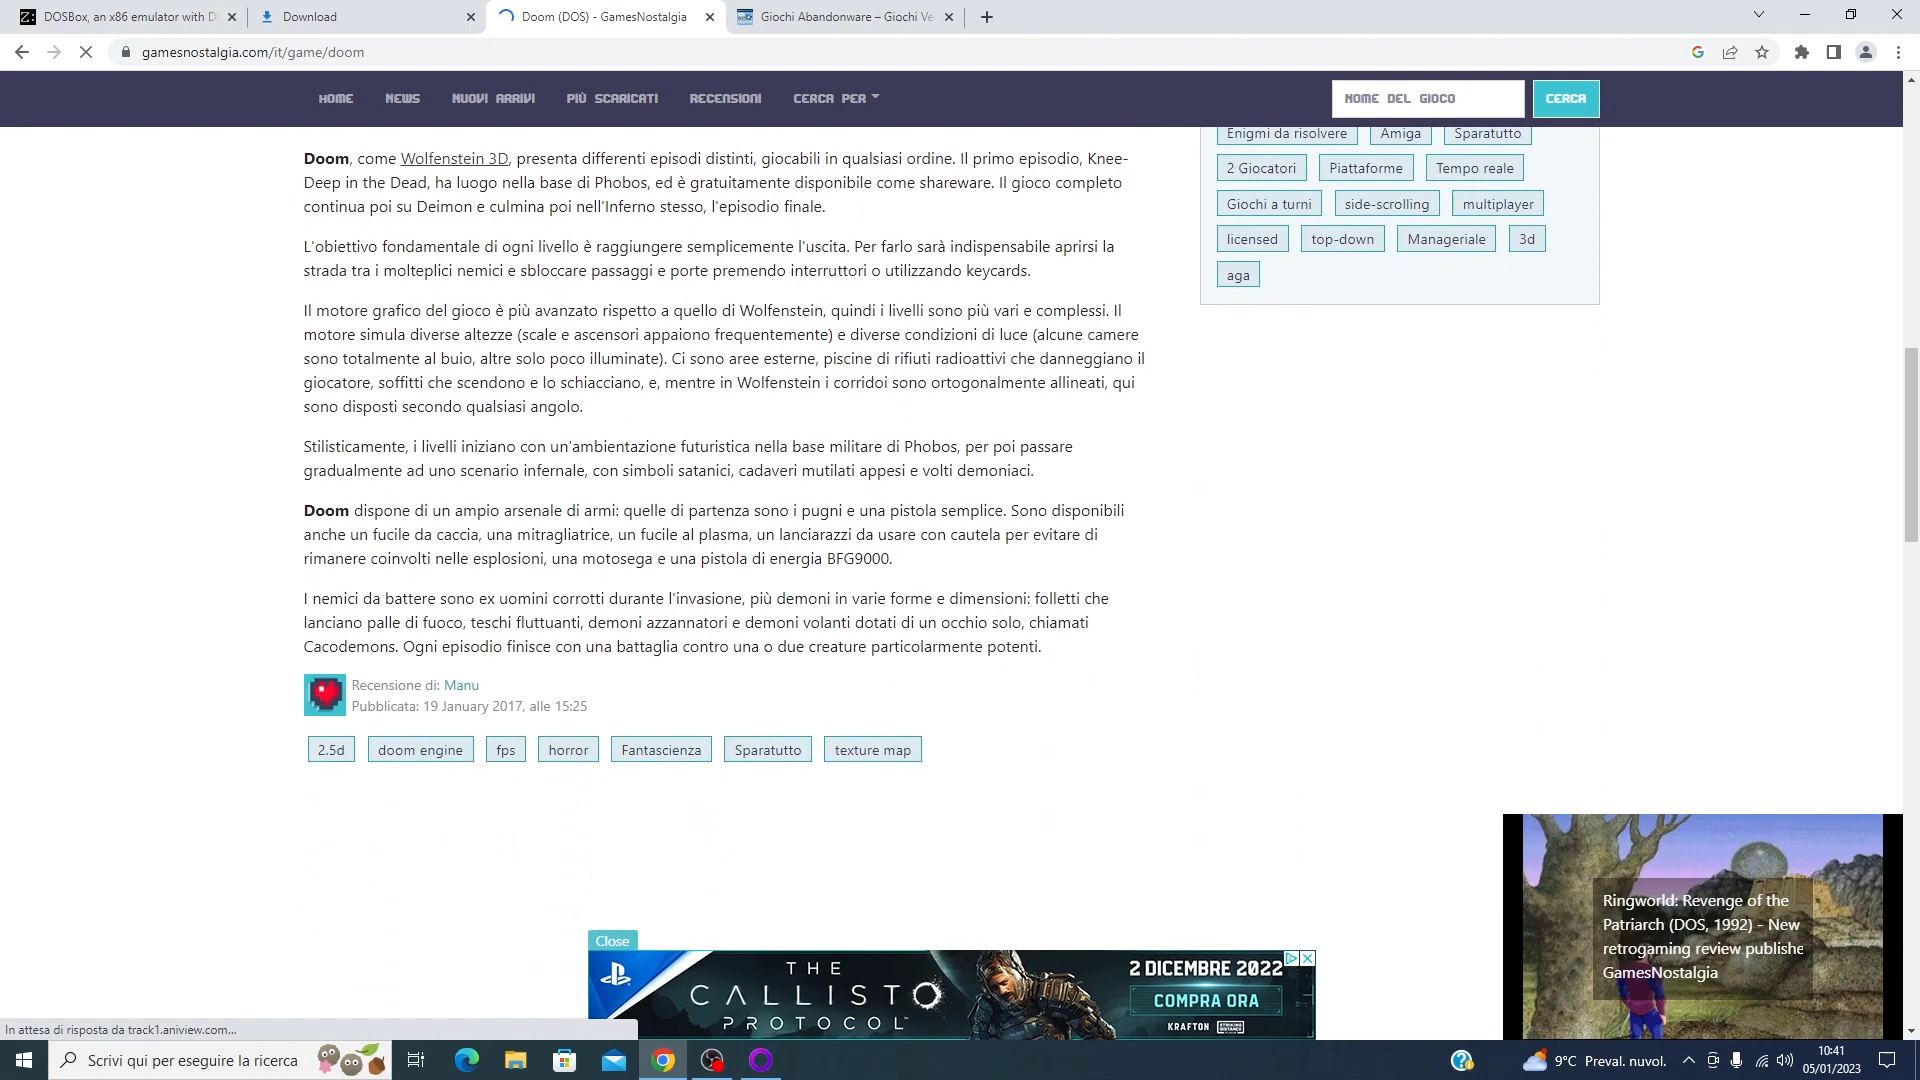 DOSBox, an x86 emulator with D
Download
Doom (DOS) - GamesNostalgia
Giochi Abandonware – Giochi Ve
gamesnostalgia.com/it/game/doom
HOME
NEWS
NUOVI ARRIVI
PIÙ SCARICATI
RECENSIONI
CERCA PER
NOME DEL GIOCO
CERCA
Enigmi da risolvere
Amiga
Sparatutto
2 Giocatori
Piattaforme
Tempo reale
Giochi a turni
side-scrolling
multiplayer
licensed
top-down
Manageriale
3d
aga
Doom, come Wolfenstein 3D, presenta differenti episodi distinti, giocabili in qualsiasi ordine. Il primo episodio, Knee-
Deep in the Dead, ha luogo nella base di Phobos, ed è gratuitamente disponibile come shareware. Il gioco completo
continua poi su Deimon e culmina poi nell'Inferno stesso, l'episodio finale.
L'obiettivo fondamentale di ogni livello è raggiungere semplicemente l'uscita. Per farlo sarà indispensabile aprirsi la
strada tra i molteplici nemici e sbloccare passaggi e porte premendo interruttori o utilizzando keycards.
Il motore grafico del gioco è più avanzato rispetto a quello di Wolfenstein, quindi i livelli sono più vari e complessi. Il
motore simula diverse altezze (scale e ascensori appaiono frequentemente) e diverse condizioni di luce (alcune camere
sono totalmente al buio, altre solo poco illuminate). Ci sono aree esterne, piscine di rifiuti radioattivi che danneggiano il
giocatore, soffitti che scendono e lo schiacciano, e, mentre in Wolfenstein i corridoi sono ortogonalmente allineati, qui
sono disposti secondo qualsiasi angolo.
Stilisticamente, i livelli iniziano con un'ambientazione futuristica nella base militare di Phobos, per poi passare
gradualmente ad uno scenario infernale, con simboli satanici, cadaveri mutilati appesi e volti demoniaci.
Doom dispone di un ampio arsenale di armi: quelle di partenza sono i pugni e una pistola semplice. Sono disponibili
anche un fucile da caccia, una mitragliatrice, un fucile al plasma, un lanciarazzi da usare con cautela per evitare di
rimanere coinvolti nelle esplosioni, una motosega e una pistola di energia BFG9000.
I nemici da battere sono ex uomini corrotti durante l'invasione, più demoni in varie forme e dimensioni: folletti che
lanciano palle di fuoco, teschi fluttuanti, demoni azzannatori e demoni volanti dotati di un occhio solo, chiamati
Cacodemons. Ogni episodio finisce con una battaglia contro una o due creature particolarmente potenti.
Recensione di: Manu
Pubblicata: 19 January 2017, alle 15:25
2.5d
doom engine
fps
horror
Fantascienza
Sparatutto
texture map
Ringworld: Revenge of the
Patriarch (DOS, 1992) - New
retrogaming review publishe
GamesNostalgia
Close
THE
CALLISTO
PROTOCOL
2 DICEMBRE 2022
COMPRA ORA
KRAFTON
STRIKING
DISTANCE
In attesa di risposta da track1.aniview.com...
Scrivi qui per eseguire la ricerca
9°C Preval. nuvol.
10:41
05/01/2023